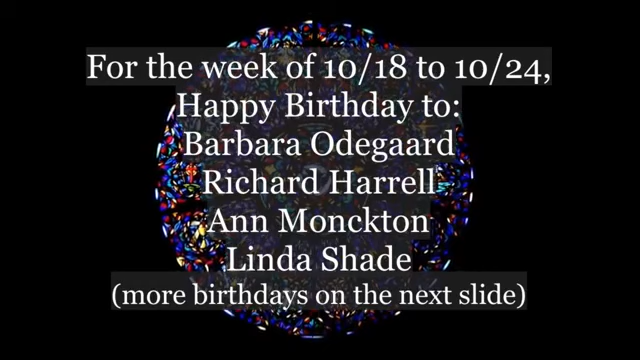 For the week of 10/18 to 10/24,
Happy Birthday to:
Barbara Odegaard
Richard Harrell
Ann Monckton
Linda Shade
(more birthdays on the next slide)